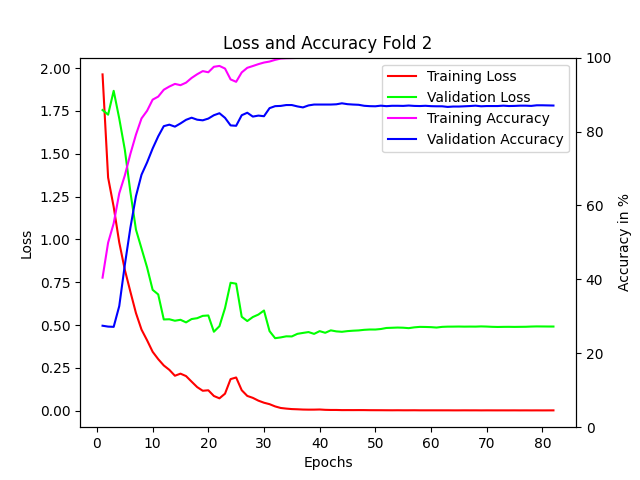 Loss and Accuracy Fold 2
Training Loss
Validation Loss
Training Accuracy
Validation Accuracy
Loss
2.00
1.75
1.50
1.25
1.00
0.75
0.50
0.25
0.00
100
80
60
40
20
0
Accuracy in %
0 10 20 30 40 50 60 70 80
Epochs